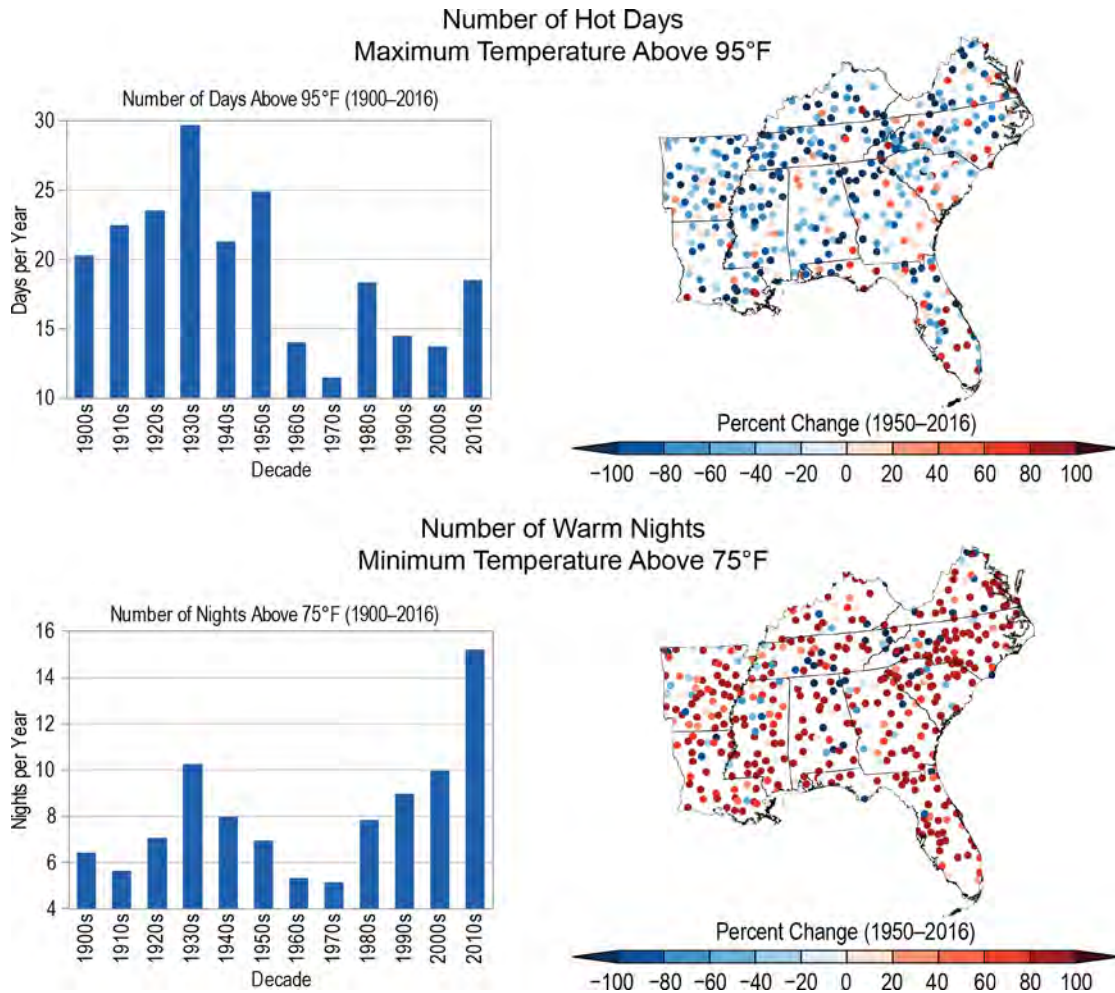 Number of Hot Days
Maximum Temperature Above 95°F
Number of Days Above 95°F (1900–2016)
Days per Year
30
25
20
15
10
1900s
1910s
1920s
1930s
1940s
1950s
1960s
1970s
1980s
1990s
2000s
2010s
Decade
Percent Change (1950–2016)
−100 −80 −60 −40 −20 0 20 40 60 80 100
Number of Warm Nights
Minimum Temperature Above 75°F
Number of Nights Above 75°F (1900–2016)
Nights per Year
16
14
12
10
8
6
4
1900s
1910s
1920s
1930s
1940s
1950s
1960s
1970s
1980s
1990s
2000s
2010s
Decade
Percent Change (1950–2016)
−100 −80 −60 −40 −20 0 20 40 60 80 100